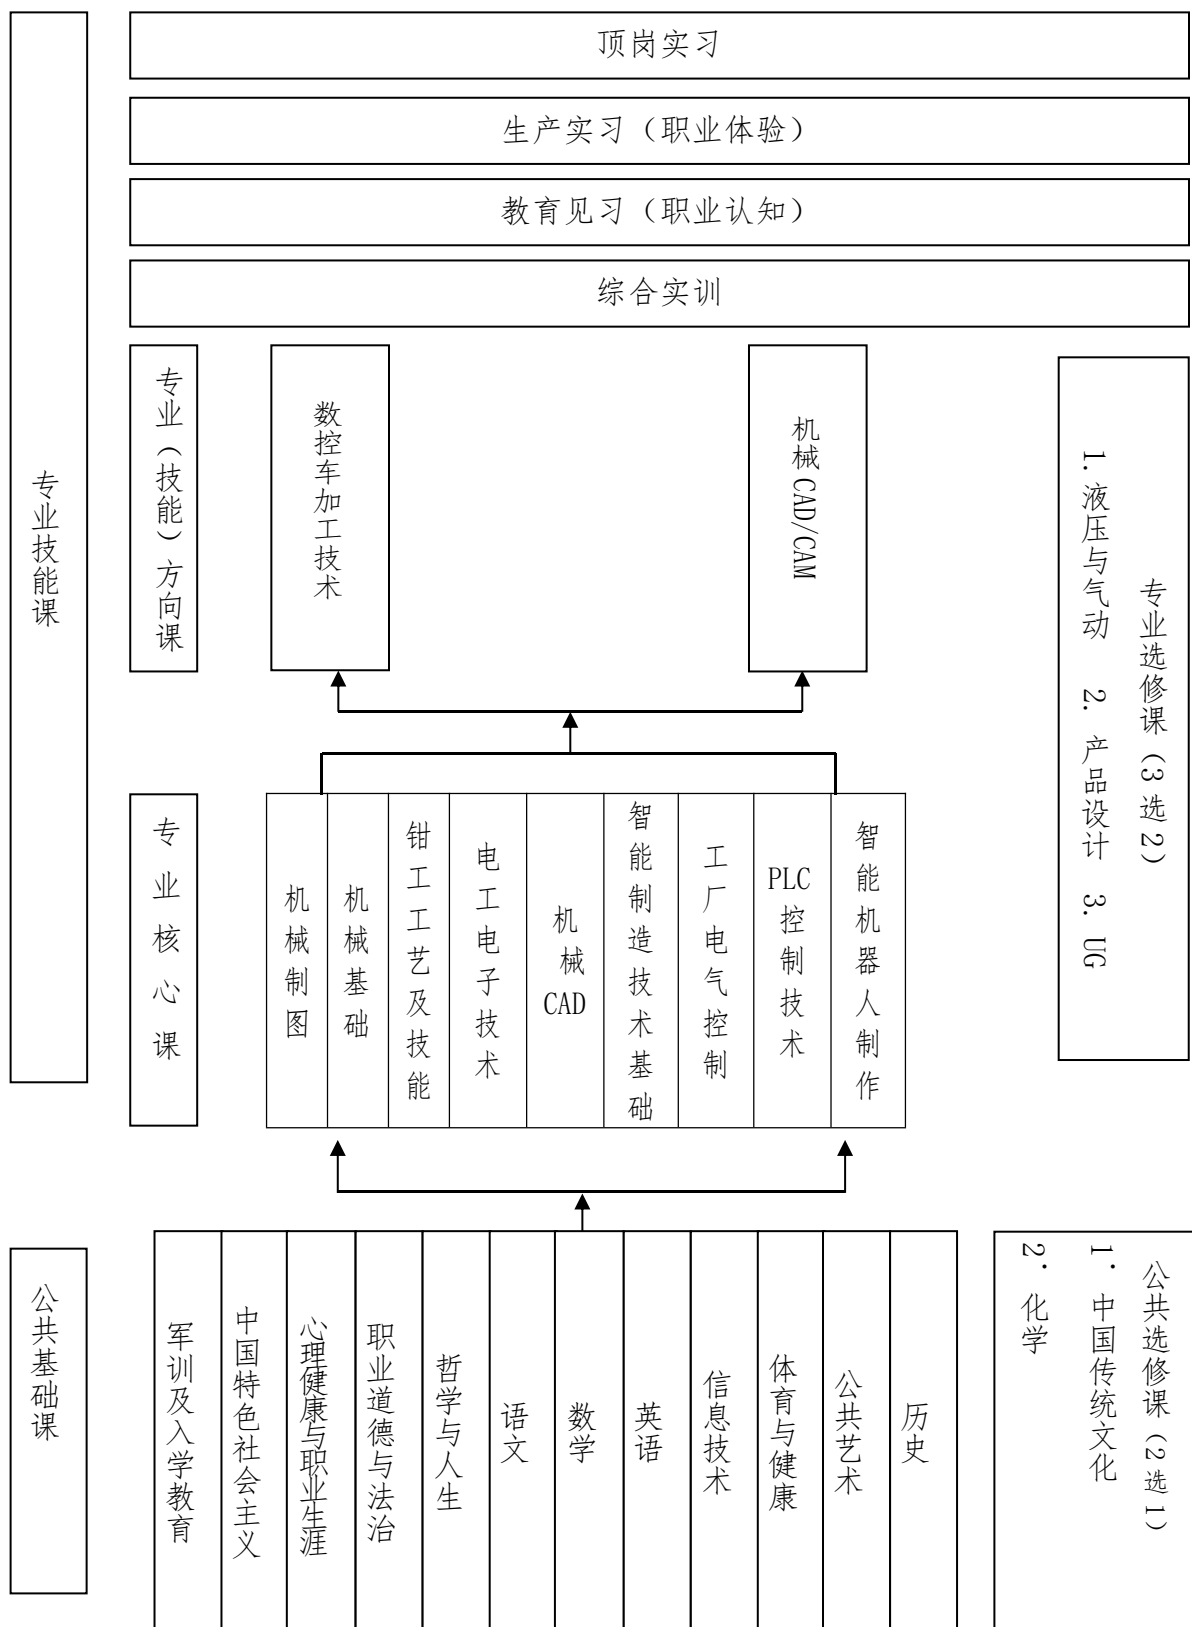 顶岗实习
生产实习（职业体验）
教育见习（职业认知）
综合实训
专业技能课
专业（技能）方向课
数控车加工技术
机械CAD/CAM
专业选修课（3选2）
1.液压与气动 2.产品设计 3.UG
专业核心课
机械制图
机械基础
钳工工艺及技能
电工电子技术
机械CAD
智能制造技术基础
工厂电气控制
PLC控制技术
智能机器人制作
公共基础课
军训及入学教育
中国特色社会主义
心理健康与职业生涯
职业道德与法治
哲学与人生
语文
数学
英语
信息技术
体育与健康
公共艺术
历史
公共选修课（2选1）
1.中国传统文化
2.化学